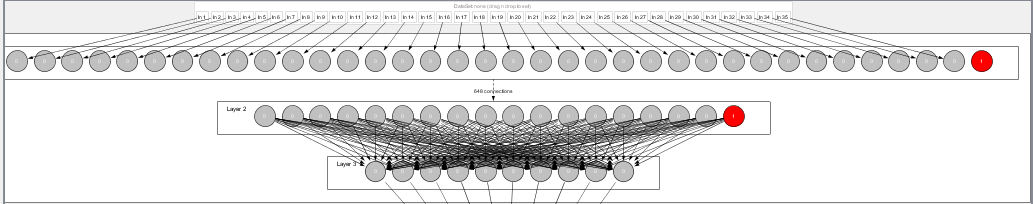 DataSet: none (drag n drop to set)
In 1 In 2 In 3 In 4 In 5 In 6 In 7 In 8 In 9 In 10 In 11 In 12 In 13 In 14 In 15 In 16 In 17 In 18 In 19 In 20 In 21 In 22 In 23 In 24 In 25 In 26 In 27 In 28 In 29 In 30 In 31 In 32 In 33 In 34 In 35
648 connections
Layer 2
Layer 3